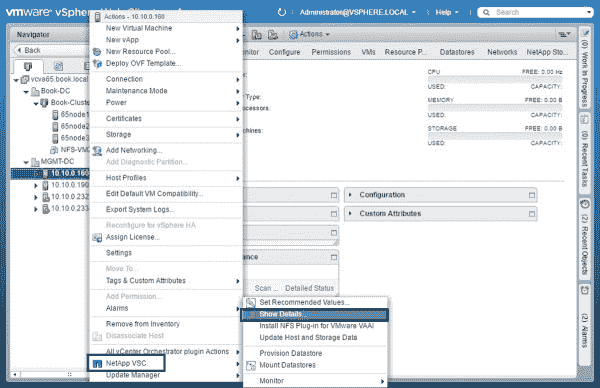 vmware® vSphere Web Client
Administrator@VSPHERE.LOCAL
Help
Search
Navigator
Back
vcva65.book.local
Book-DC
Book-Cluster
65node1
65node2
65node3
NFS-VM
MGMT-DC
10.10.0.160
10.10.0.190
10.10.0.232
10.10.0.233
Actions - 10.10.0.160
New Virtual Machine
New vApp
New Resource Pool...
Deploy OVF Template...
Connection
Maintenance Mode
Power
Certificates
Storage
Add Networking...
Add Diagnostic Partition...
Host Profiles
Edit Default VM Compatibility...
Export System Logs...
Reconfigure for vSphere HA
Assign License...
Settings
Move To...
Tags & Custom Attributes
Add Permission...
Alarms
Remove from Inventory
Disassociate Host
All vCenter Orchestrator plugin Actions
NetApp VSC
Update Manager
Actions
Monitor
Configure
Permissions
VMs
Resource P...
Datastores
Networks
NetApp Sto...
Type:
CPU
FREE: 0.00 Hz
USED:
CAPACITY:
MEMORY
FREE: 0.00 B
USED:
CAPACITY:
STORAGE
FREE: 0.00 B
USED:
CAPACITY:
Configuration
Custom Attributes
Scan ...
Detailed Status
Set Recommended Values...
Show Details...
Install NFS Plug-in for VMware VAAI
Update Host and Storage Data
Provision Datastore
Mount Datastores
Monitor
(0) Work In Progress
(0) Recent Tasks
(2) Recent Objects
(2) Alarms